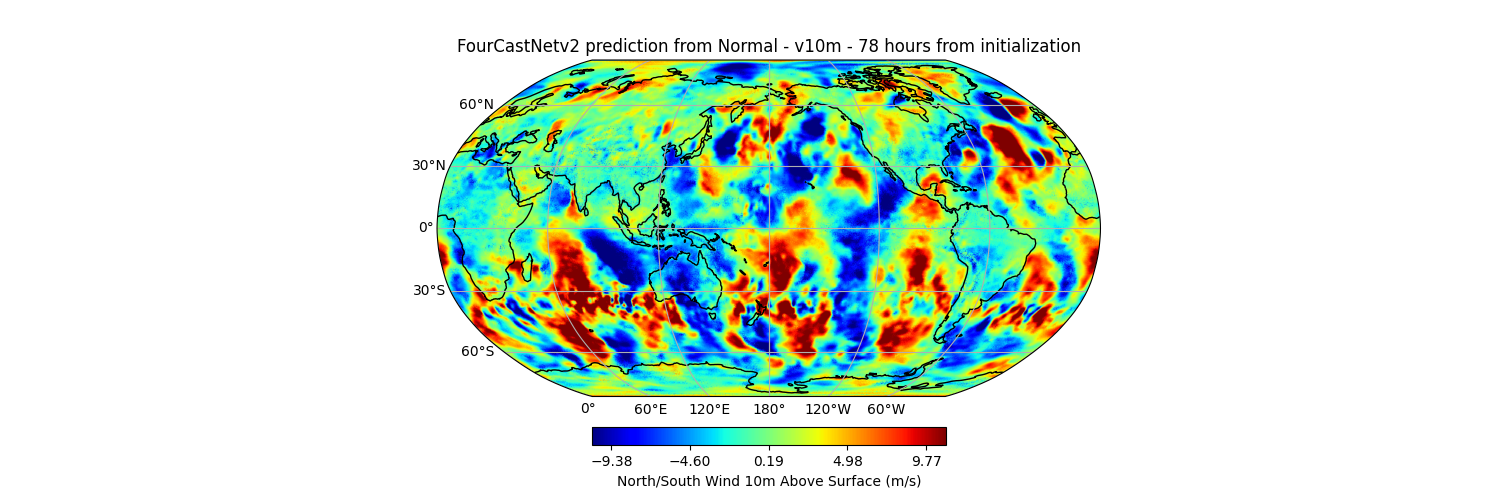 FourCastNetv2 prediction from Normal - v10m - 78 hours from initialization
60°N
30°N
0°
30°S
60°S
0° 60°E 120°E 180° 120°W 60°W
−9.38 −4.60 0.19 4.98 9.77
North/South Wind 10m Above Surface (m/s)